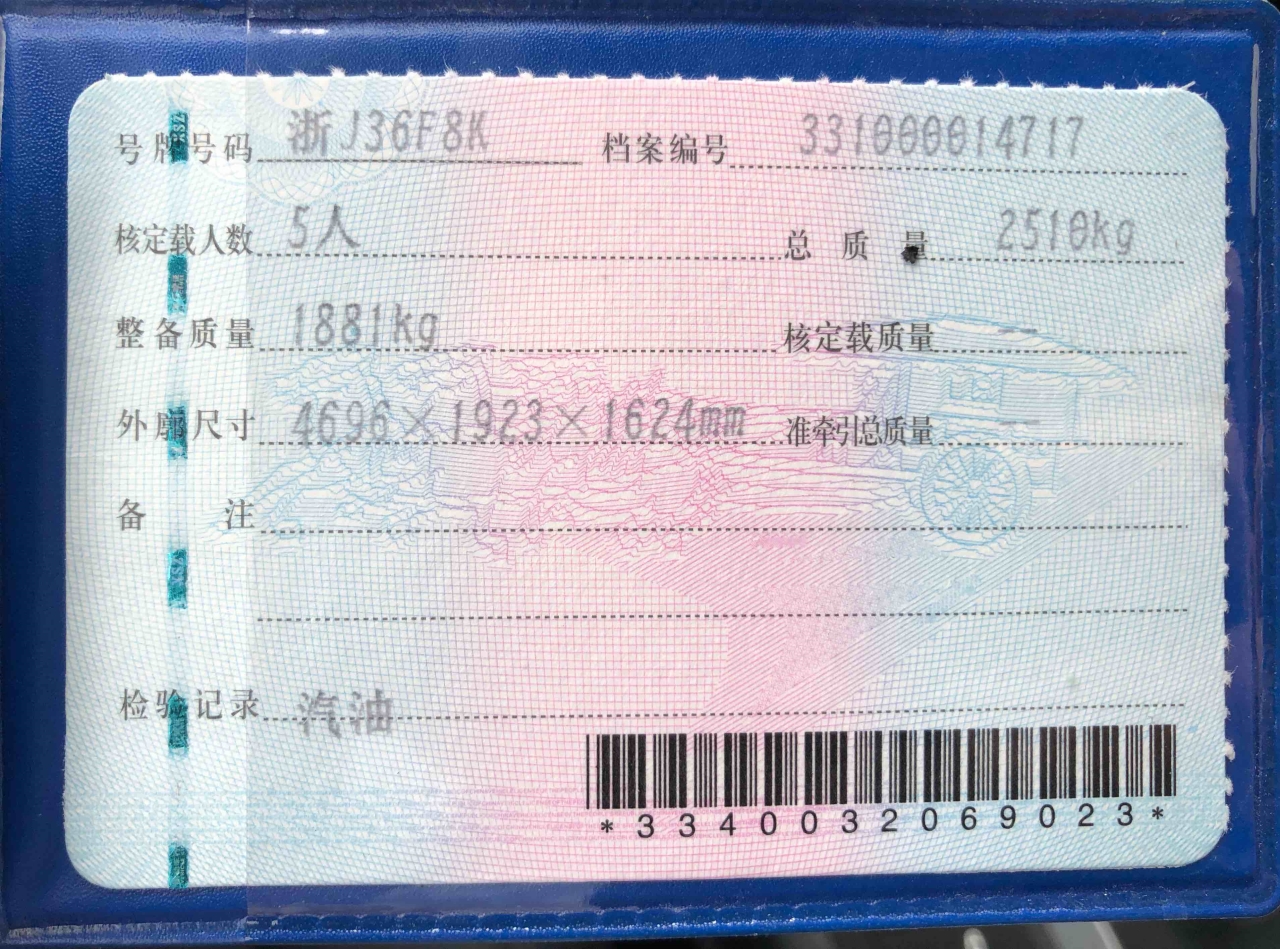 号牌号码 浙J36F8K 档案编号 331000014717
核定载人数 5人 总质量 2510kg
整备质量 1881kg 核定载质量 --
外廓尺寸 4696×1923×1624mm 准牵引总质量 --
备注
检验记录 汽油
*3340032069023*